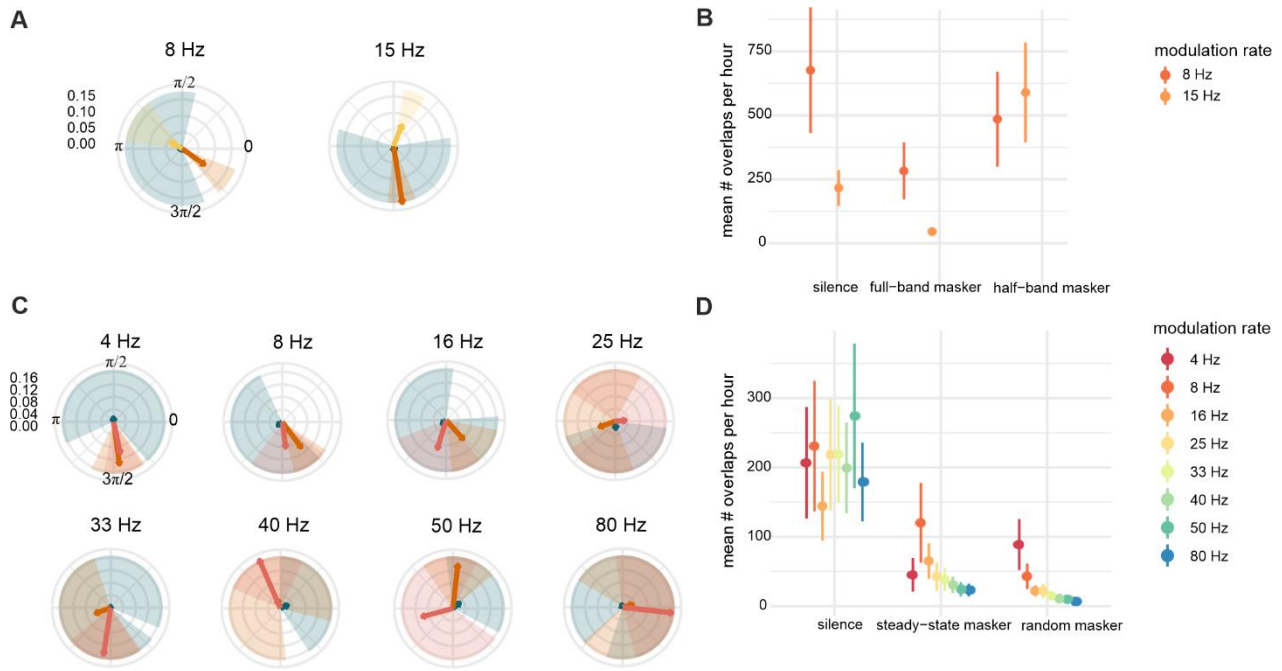 A
8 Hz
15 Hz
π/2
0.15
0.10
0.05
0.00
π
0
3π/2
B
mean # overlaps per hour
750
500
250
0
silence
full−band masker
half−band masker
modulation rate
8 Hz
15 Hz
C
4 Hz
8 Hz
16 Hz
25 Hz
π/2
0.16
0.12
0.08
0.04
0.00
π
0
3π/2
33 Hz
40 Hz
50 Hz
80 Hz
D
mean # overlaps per hour
300
200
100
0
silence
steady−state masker
random masker
modulation rate
4 Hz
8 Hz
16 Hz
25 Hz
33 Hz
40 Hz
50 Hz
80 Hz